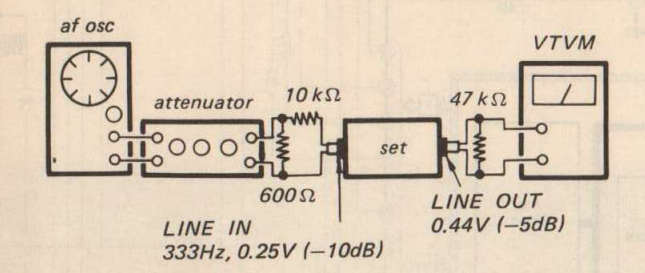 af osc
VTVM
attenuator
10 kΩ
47 kΩ
set
600 Ω
LINE IN
333Hz, 0.25V (−10dB)
LINE OUT
0.44V (−5dB)